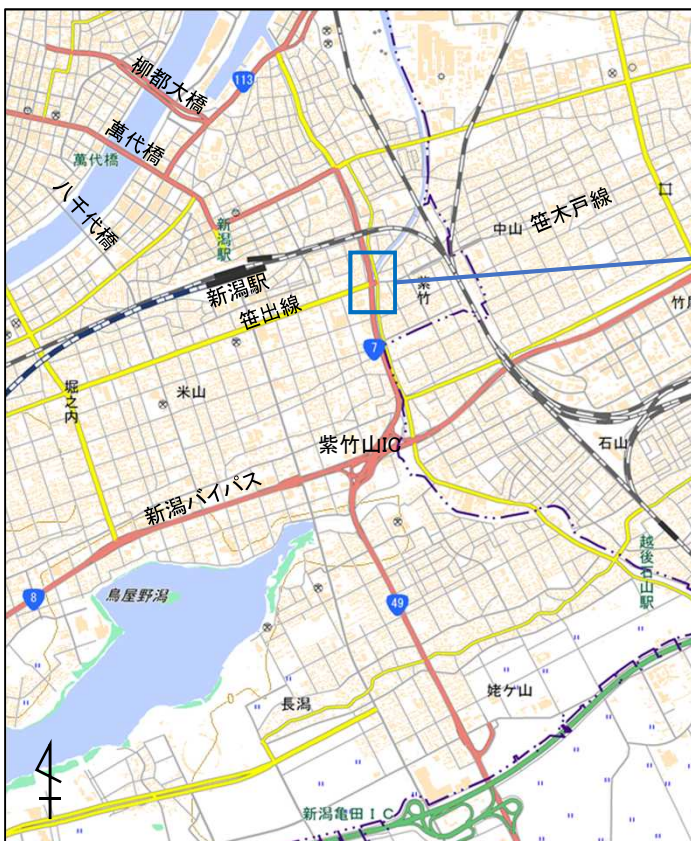 柳都大橋
113
萬代橋
萬代橋
八千代橋
新潟駅
中山
笹木戸線
新潟駅
笹出線
紫竹
竹尾
7
堀之内
米山
紫竹山IC
石山
新潟バイパス
越後石山駅
8
鳥屋野潟
49
長潟
姥ケ山
新潟亀田IC